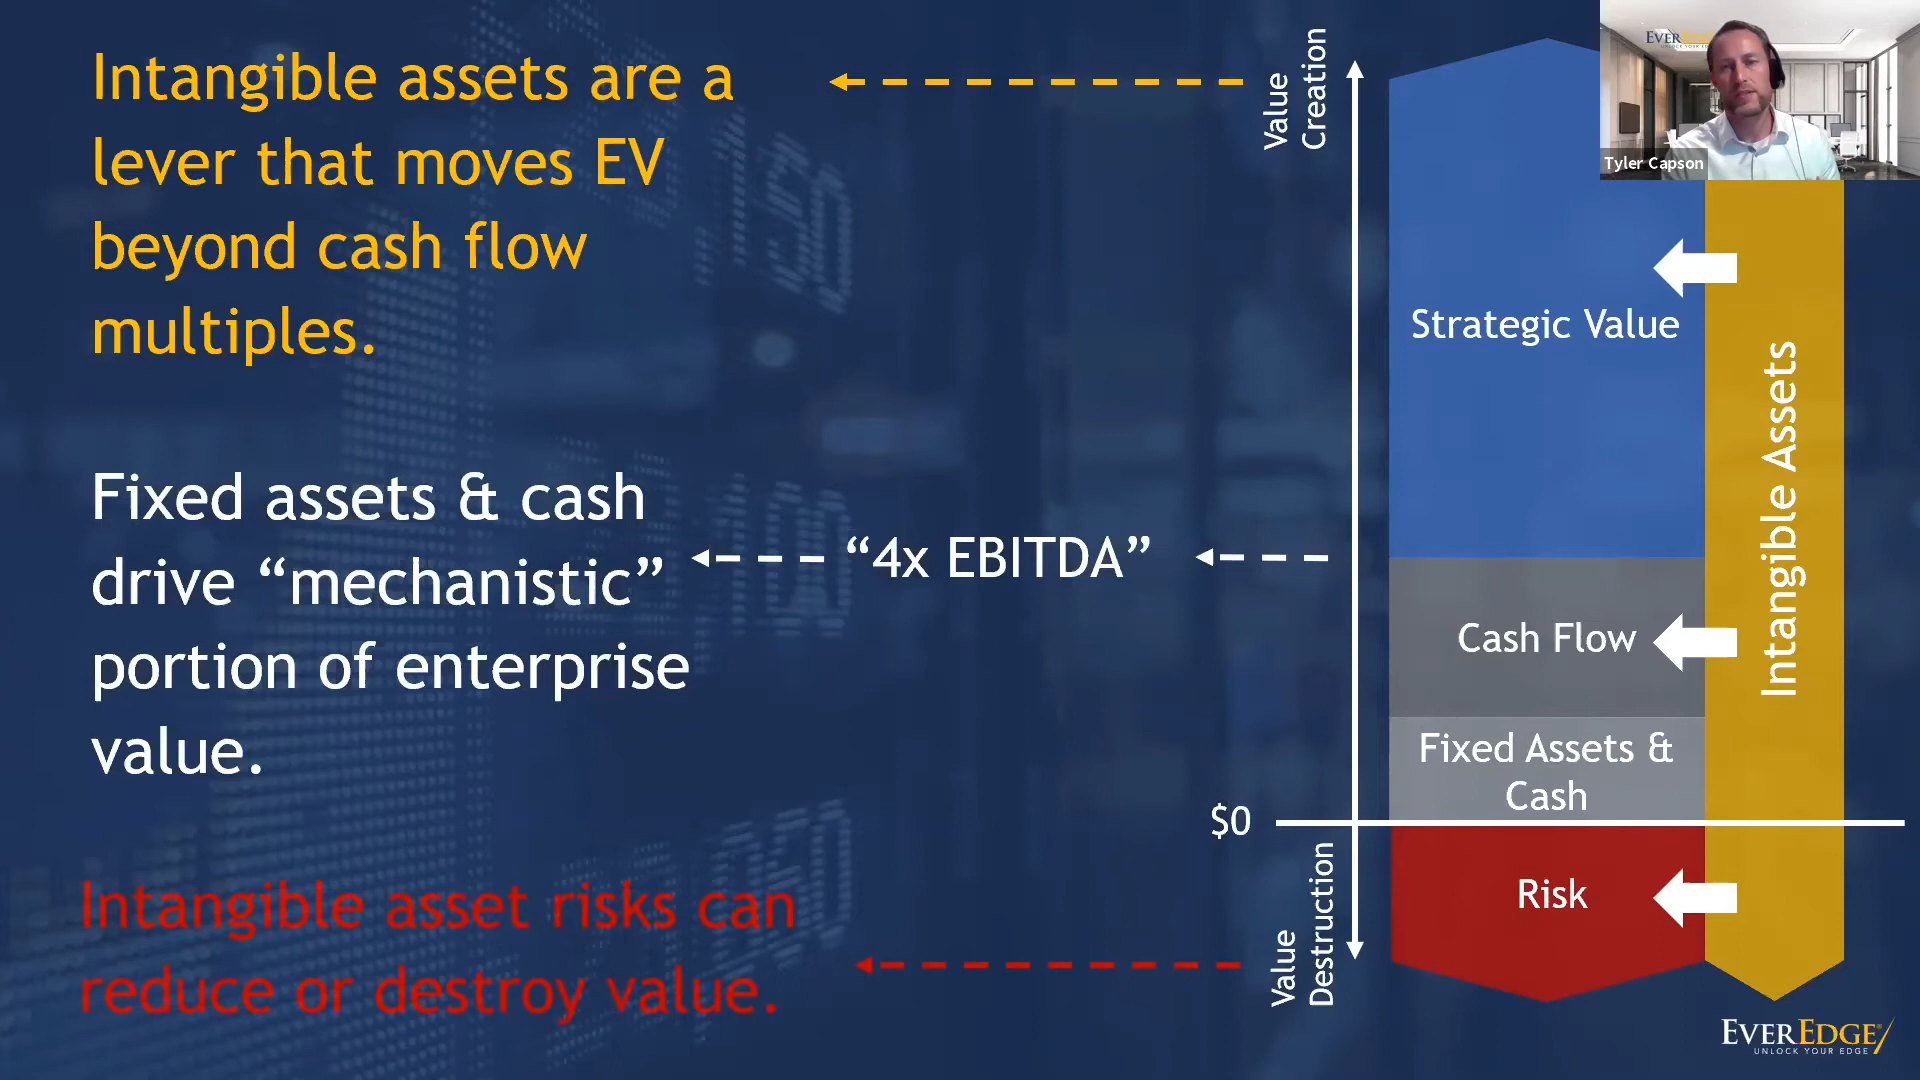 Intangible assets are a
lever that moves EV
beyond cash flow
multiples.
Fixed assets & cash
drive “mechanistic”
portion of enterprise
value.
Intangible asset risks can
reduce or destroy value.
“4x EBITDA”
Value
Creation
$0
Value
Destruction
Strategic Value
Cash Flow
Fixed Assets &
Cash
Risk
Intangible Assets
Tyler Capson
EVEREDGE®
UNLOCK YOUR EDGE